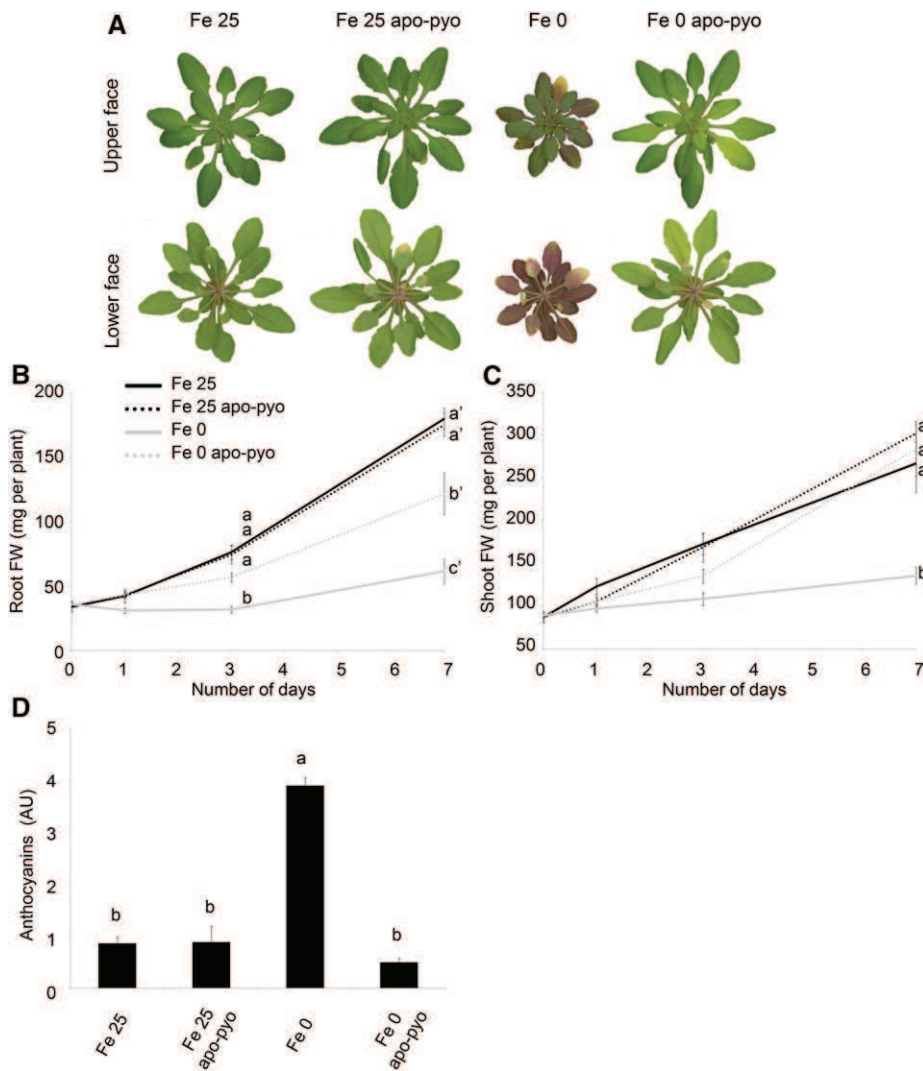 A
Fe 25 Fe 25 apo-pyo Fe 0 Fe 0 apo-pyo
Upper face
Lower face
B
Fe 25
Fe 25 apo-pyo
Fe 0
Fe 0 apo-pyo
Root FW (mg per plant)
200
150
100
50
0
a'
a'
b'
c'
a
a
a
b
0 1 2 3 4 5 6 7
Number of days
C
Shoot FW (mg per plant)
350
300
250
200
150
100
50
a
a
a
b
0 1 2 3 4 5 6 7
Number of days
D
Anthocyanins (AU)
5
4
3
2
1
0
b
b
a
b
Fe 25
Fe 25
apo-pyo
Fe 0
Fe 0
apo-pyo